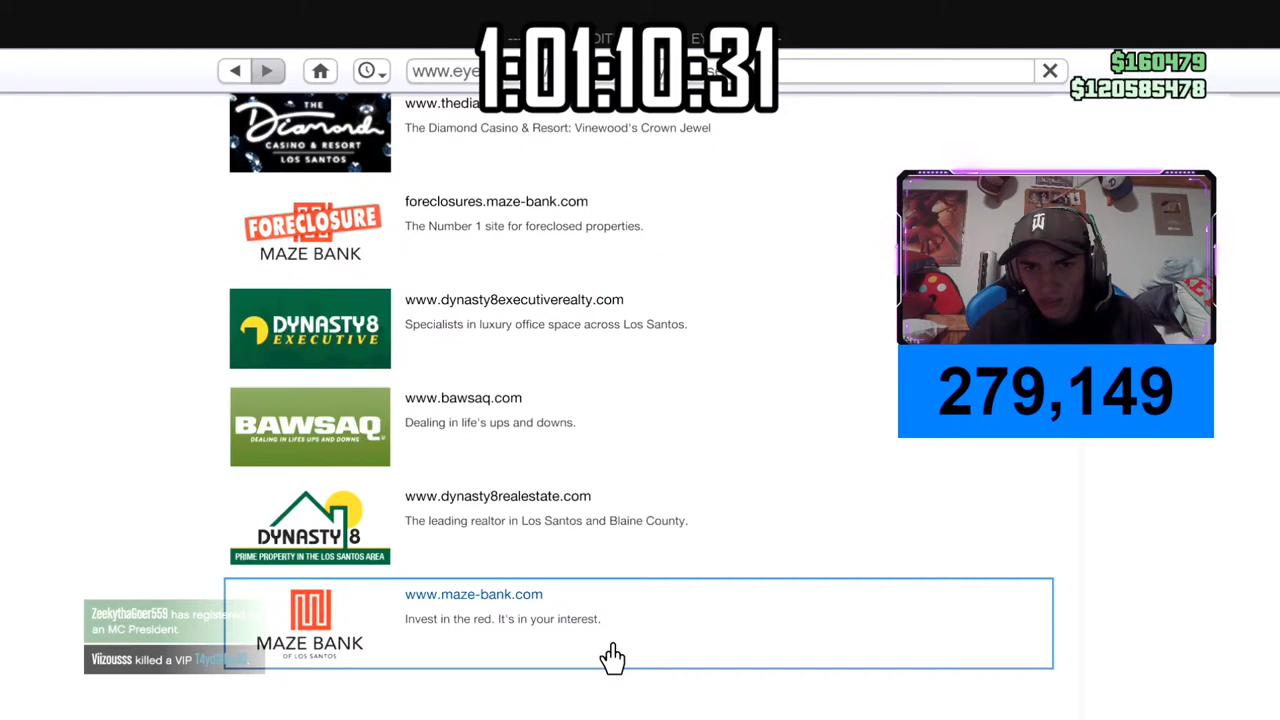 1:01:10:31
$160479
$120585478
www.eye
THE
Diamond
CASINO & RESORT
LOS SANTOS
www.thedia
The Diamond Casino & Resort: Vinewood's Crown Jewel
FORECLOSURE
MAZE BANK
foreclosures.maze-bank.com
The Number 1 site for foreclosed properties.
DYNASTY8
EXECUTIVE
www.dynasty8executiverealty.com
Specialists in luxury office space across Los Santos.
279,149
BAWSAQ
DEALING IN LIFES UPS AND DOWNS
www.bawsaq.com
Dealing in life's ups and downs.
DYNASTY 8
PRIME PROPERTY IN THE LOS SANTOS AREA
www.dynasty8realestate.com
The leading realtor in Los Santos and Blaine County.
MAZE BANK
OF LOS SANTOS
www.maze-bank.com
Invest in the red. It's in your interest.
ZeekythaGoer559 has registered
an MC President.
Viizousss killed a VIP